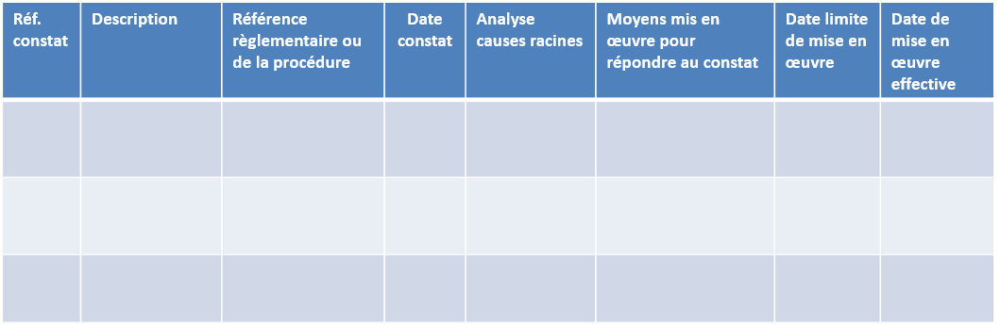 Réf.
constat
Description
Référence
règlementaire ou
de la procédure
Date
constat
Analyse
causes racines
Moyens mis en
œuvre pour
répondre au constat
Date limite
de mise en
œuvre
Date de
mise en
œuvre
effective